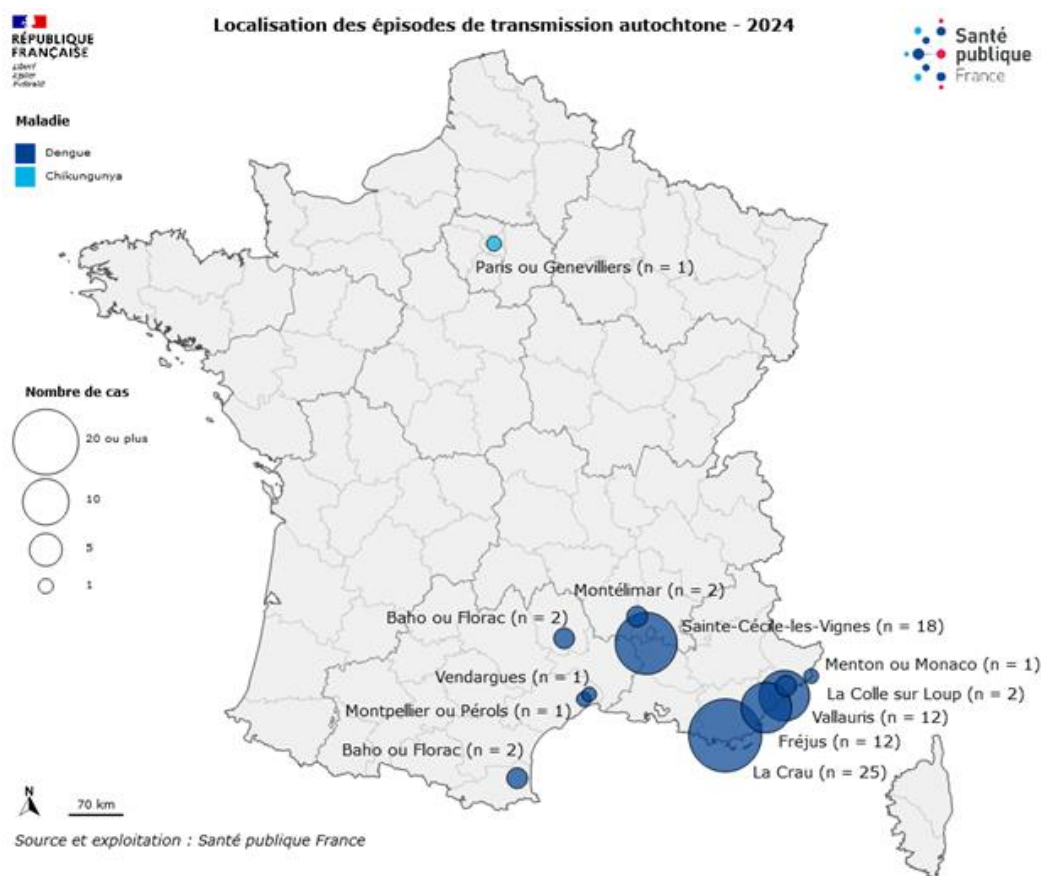 Localisation des épisodes de transmission autochtone - 2024
RÉPUBLIQUE
FRANÇAISE
Liberté
Égalité
Fraternité
Santé
publique
France
Maladie
Dengue
Chikungunya
Paris ou Genevilliers (n = 1)
Nombre de cas
20 ou plus
10
5
1
Montélimar (n = 2)
Baho ou Florac (n = 2)
Sainte-Cécile-les-Vignes (n = 18)
Menton ou Monaco (n = 1)
Vendargues (n = 1)
La Colle sur Loup (n = 2)
Montpellier ou Pérols (n = 1)
Vallauris (n = 12)
Fréjus (n = 12)
Baho ou Florac (n = 2)
La Crau (n = 25)
N
70 km
Source et exploitation : Santé publique France